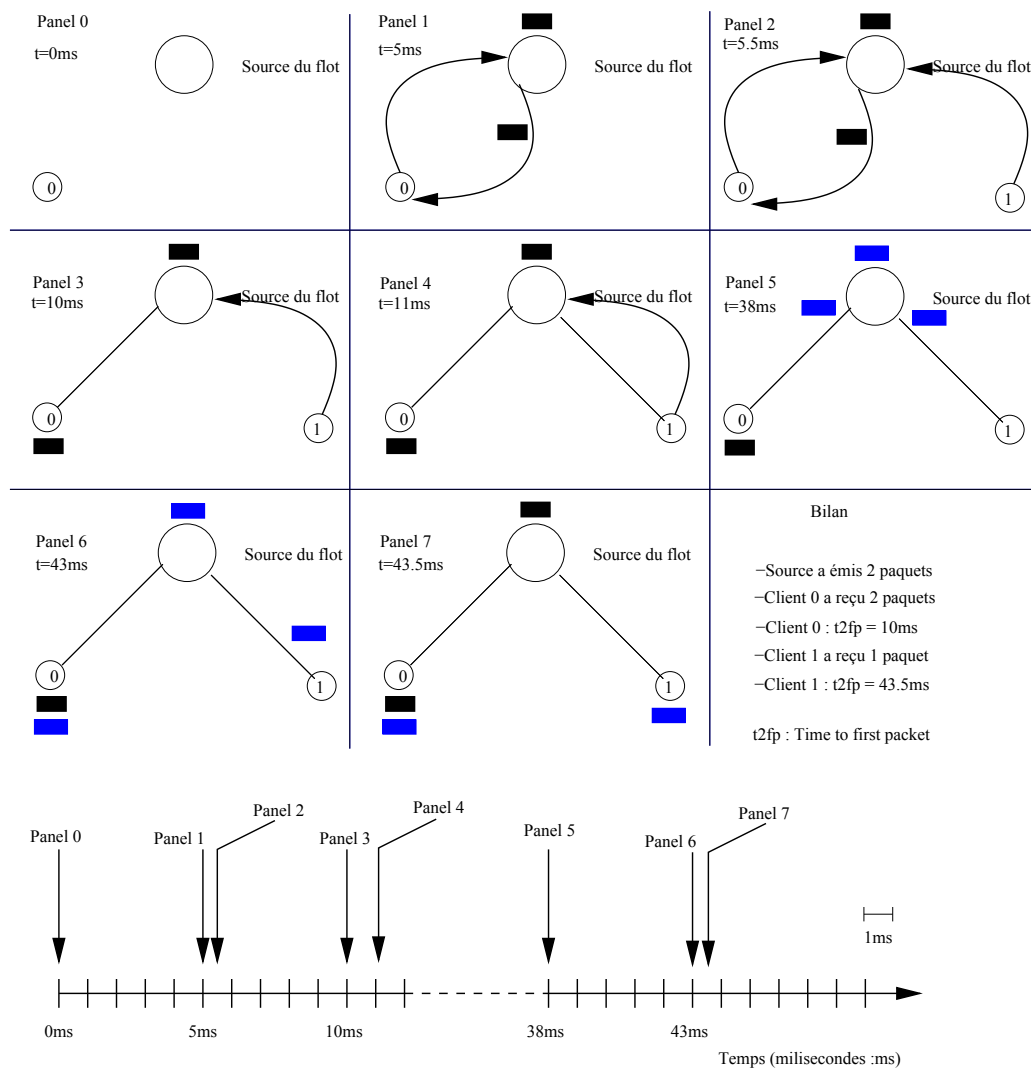 Panel 0
t=0ms
Source du flot
0
Panel 1
t=5ms
Source du flot
0
Panel 2
t=5.5ms
Source du flot
0
1
Panel 3
t=10ms
Source du flot
0
1
Panel 4
t=11ms
Source du flot
0
1
Panel 5
t=38ms
Source du flot
0
1
Panel 6
t=43ms
Source du flot
0
1
Panel 7
t=43.5ms
Source du flot
0
1
Bilan
−Source a émis 2 paquets
−Client 0 a reçu 2 paquets
−Client 0 : t2fp = 10ms
−Client 1 a reçu 1 paquet
−Client 1 : t2fp = 43.5ms
t2fp : Time to first packet
Panel 0
Panel 1
Panel 2
Panel 3
Panel 4
Panel 5
Panel 6
Panel 7
1ms
0ms
5ms
10ms
38ms
43ms
Temps (milisecondes :ms)